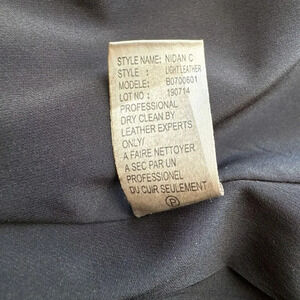 STYLE NAME: NIDAN C
STYLE : LIGHT LEATHER
MODELE: B0700601
LOT NO : 190714
PROFESSIONAL
DRY CLEAN BY
LEATHER EXPERTS
ONLY/
A FAIRE NETTOYER
A SEC PAR UN
PROFESSIONEL
DU CUIR SEULEMENT
P